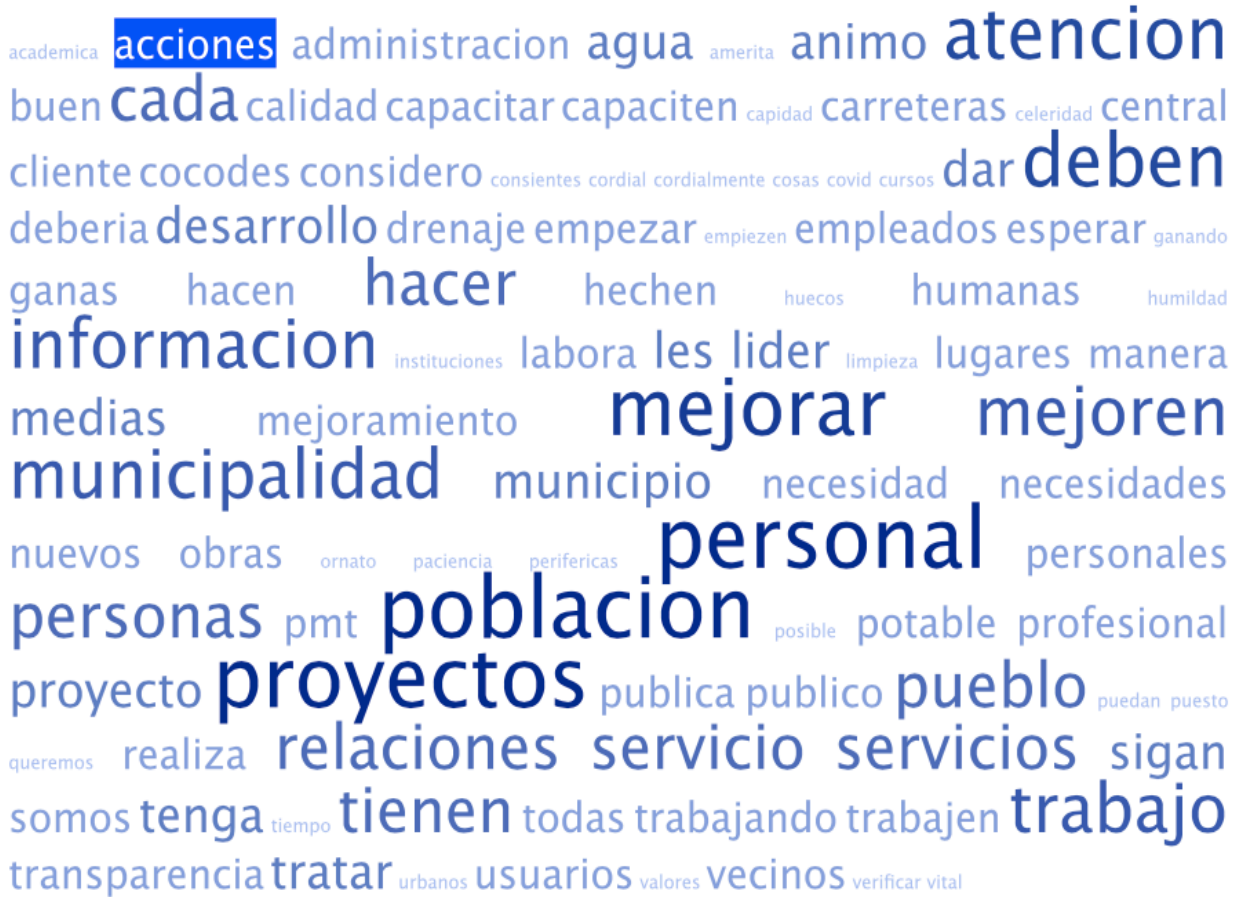 academica acciones administracion agua amerita animo atencion
buen cada calidad capacitar capaciten capidad carreteras celeridad central
cliente cocodes considero consientes cordial cordialmente cosas covid cursos dar deben
deberia desarrollo drenaje empezar empiezen empleados esperar ganando
ganas hacen hacer hechen huecos humanas humildad
informacion instituciones labora les lider limpieza lugares manera
medias mejoramiento mejorar mejoren
municipalidad municipio necesidad necesidades
nuevos obras ornato paciencia perifericas personal personales
personas pmt poblacion posible potable profesional
proyecto proyectos publica publico pueblo puedan puesto
queremos realiza relaciones servicio servicios sigan
somos tenga tiempo tienen todas trabajando trabajen trabajo
transparencia tratar urbanos usuarios valores vecinos verificar vital